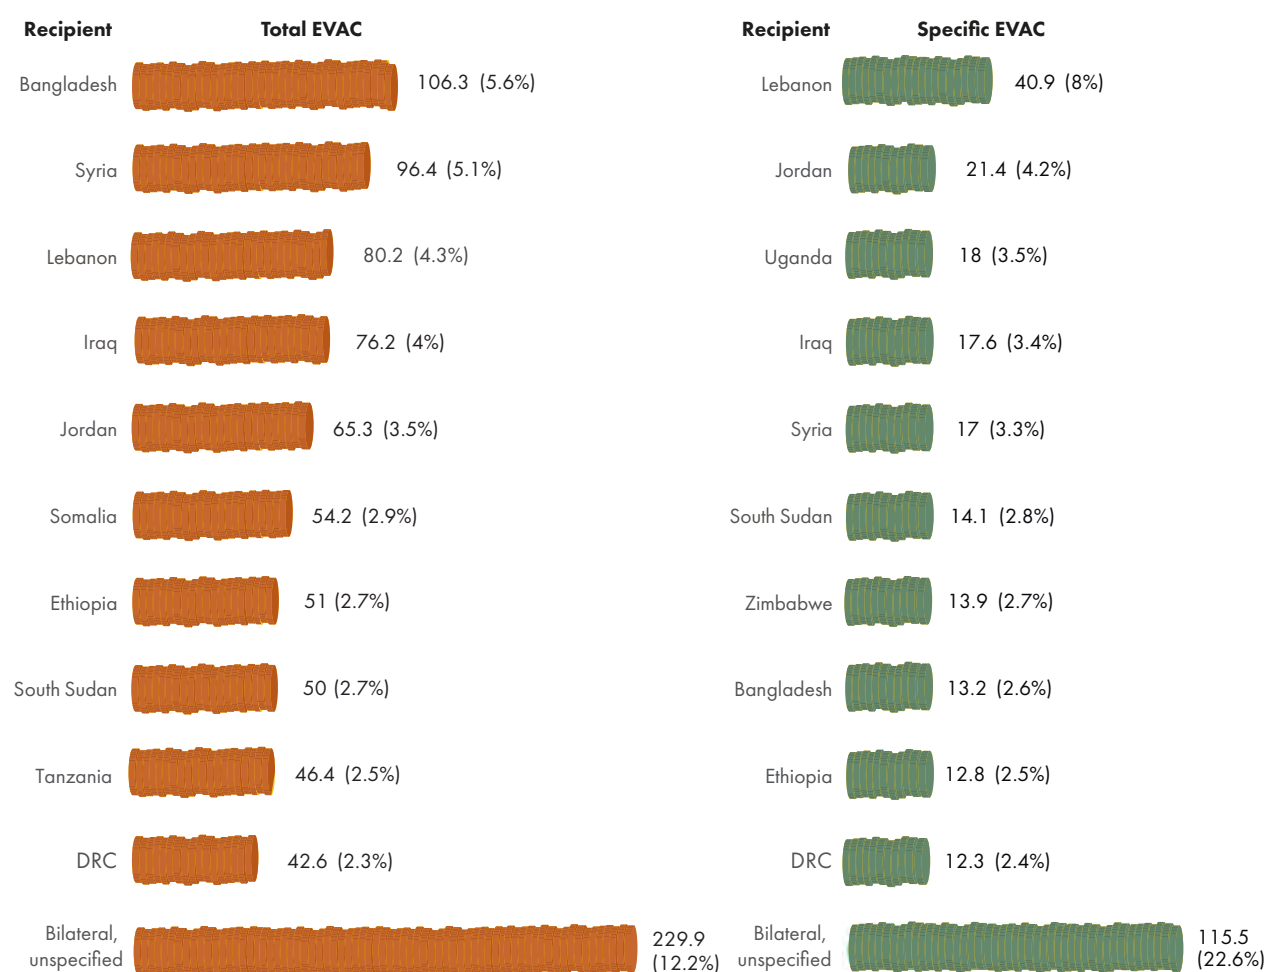 Recipient Total EVAC
Bangladesh 106.3 (5.6%)
Syria 96.4 (5.1%)
Lebanon 80.2 (4.3%)
Iraq 76.2 (4%)
Jordan 65.3 (3.5%)
Somalia 54.2 (2.9%)
Ethiopia 51 (2.7%)
South Sudan 50 (2.7%)
Tanzania 46.4 (2.5%)
DRC 42.6 (2.3%)
Bilateral,
unspecified
229.9
(12.2%)
Recipient Specific EVAC
Lebanon 40.9 (8%)
Jordan 21.4 (4.2%)
Uganda 18 (3.5%)
Iraq 17.6 (3.4%)
Syria 17 (3.3%)
South Sudan 14.1 (2.8%)
Zimbabwe 13.9 (2.7%)
Bangladesh 13.2 (2.6%)
Ethiopia 12.8 (2.5%)
DRC 12.3 (2.4%)
Bilateral,
unspecified
115.5
(22.6%)